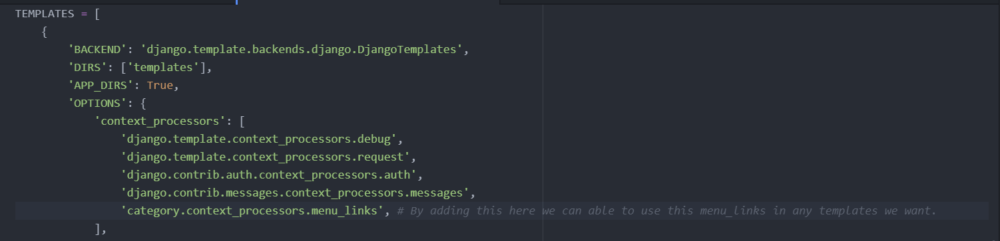 TEMPLATES = [
    {
        'BACKEND': 'django.template.backends.django.DjangoTemplates',
        'DIRS': ['templates'],
        'APP_DIRS': True,
        'OPTIONS': {
            'context_processors': [
                'django.template.context_processors.debug',
                'django.template.context_processors.request',
                'django.contrib.auth.context_processors.auth',
                'django.contrib.messages.context_processors.messages',
                'category.context_processors.menu_links', # By adding this here we can able to use this menu_links in any templates we want.
            ],